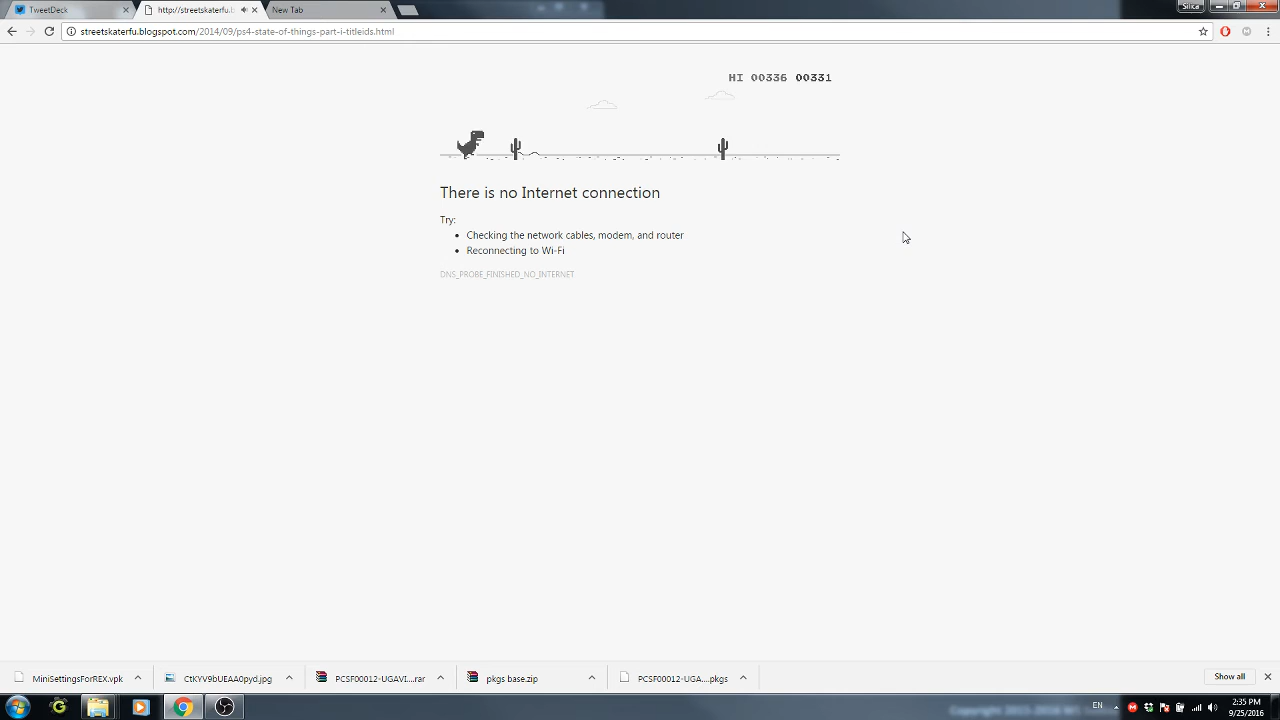 TweetDeck
http://streetskaterfu.b
New Tab
Silica
streetskaterfu.blogspot.com/2014/09/ps4-state-of-things-part-i-titleids.html
HI 00336 00331
There is no Internet connection
Try:
• Checking the network cables, modem, and router
• Reconnecting to Wi-Fi
DNS_PROBE_FINISHED_NO_INTERNET
MiniSettingsForREX.vpk
CtKYV9bUEAA0pyd.jpg
PCSF00012-UGAVI....rar
pkgs base.zip
PCSF00012-UGA....pkgs
Show all
EN
2:35 PM
9/25/2016